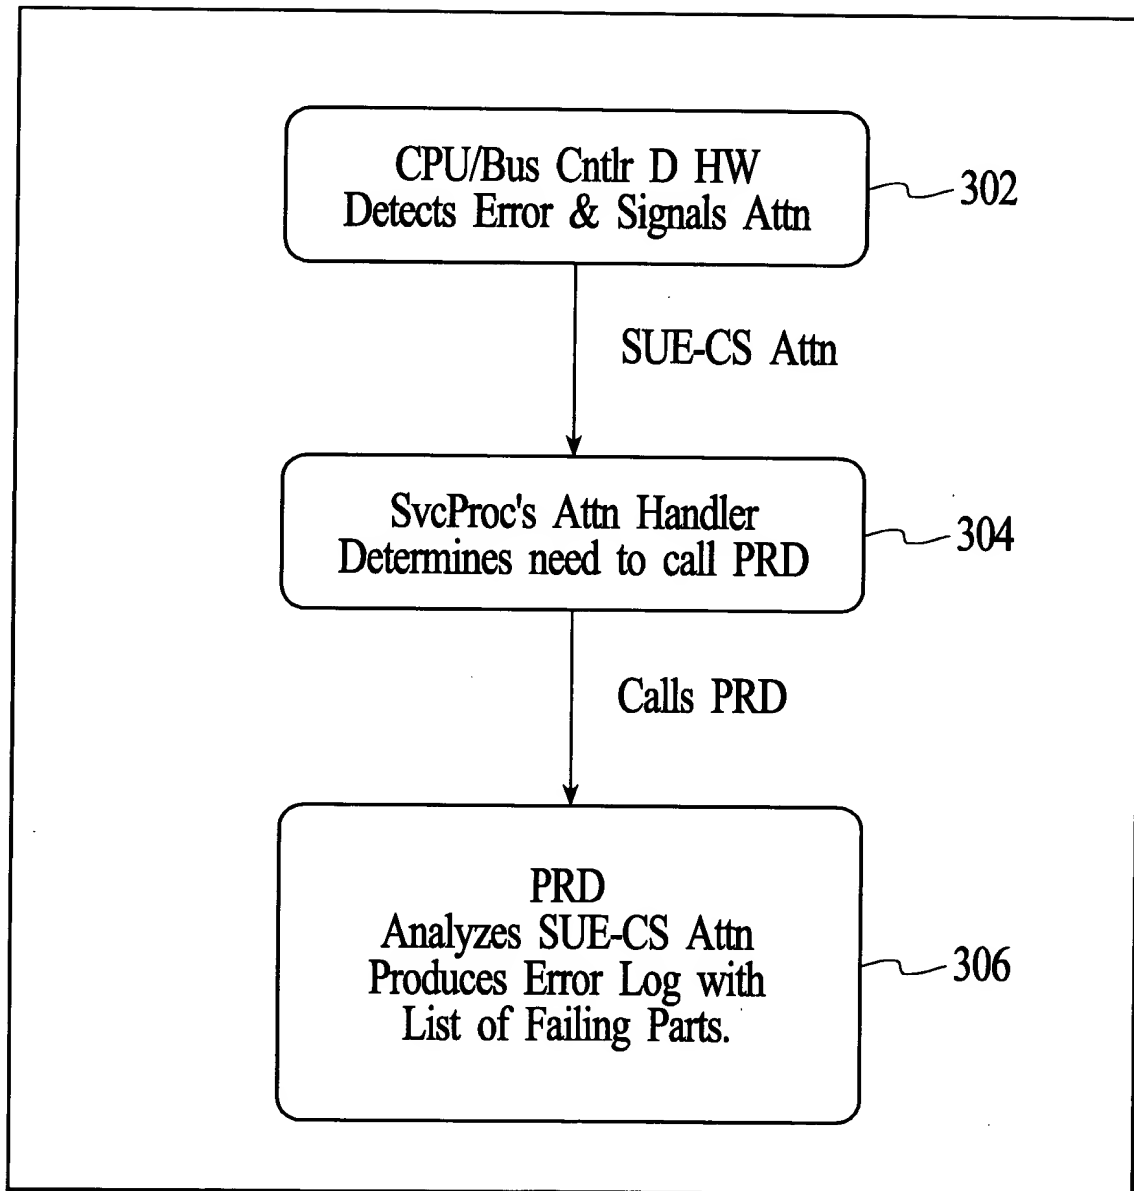 CPU/Bus Cntlr D HW
Detects Error & Signals Attn
302
SUE-CS Attn
SvcProc's Attn Handler
Determines need to call PRD
304
Calls PRD
PRD
Analyzes SUE-CS Attn
Produces Error Log with
List of Failing Parts.
306